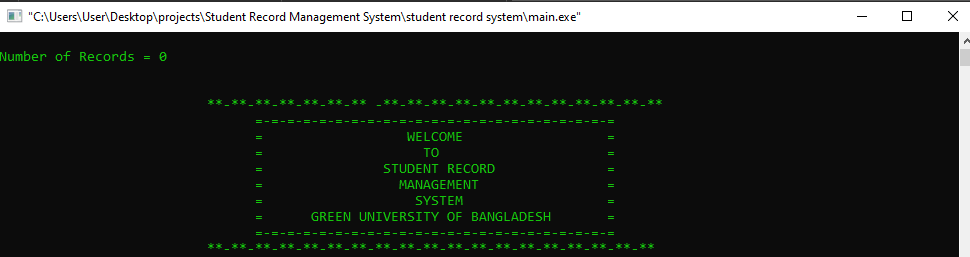 "C:\Users\User\Desktop\projects\Student Record Management System\student record system\main.exe"
Number of Records = 0
**-**-**-**-**-**-** -**-**-**-**-**-**-**-**-**-**-**-**
=-=-=-=-=-=-=-=-=-=-=-=-=-=-=-=-=-=-=-=-=-=-=
= WELCOME =
= TO =
= STUDENT RECORD =
= MANAGEMENT =
= SYSTEM =
= GREEN UNIVERSITY OF BANGLADESH =
=-=-=-=-=-=-=-=-=-=-=-=-=-=-=-=-=-=-=-=-=-=-=
**-**-**-**-**-**-**-**-**-**-**-**-**-**-**-**-**-**-**